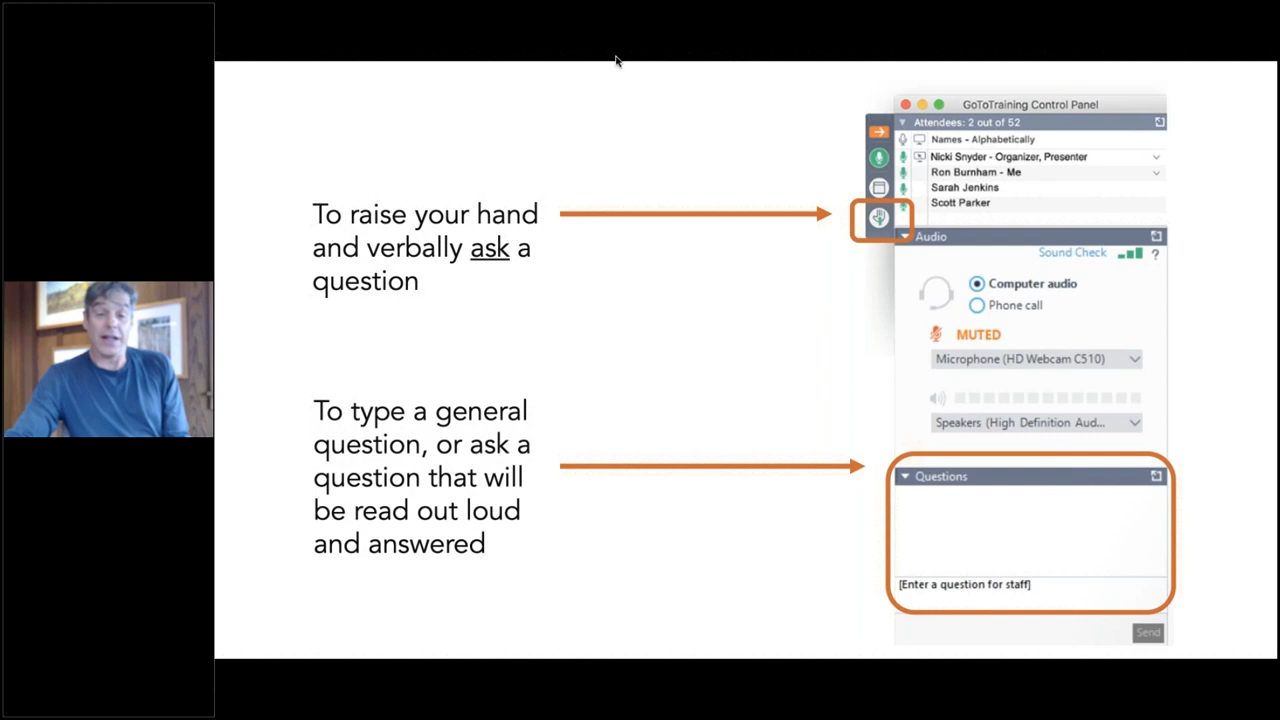 To raise your hand
and verbally ask a
question
To type a general
question, or ask a
question that will
be read out loud
and answered
GoToTraining Control Panel
Attendees: 2 out of 52
Names - Alphabetically
Nicki Snyder - Organizer, Presenter
Ron Burnham - Me
Sarah Jenkins
Scott Parker
Audio
Sound Check ?
Computer audio
Phone call
MUTED
Microphone (HD Webcam C510)
Speakers (High Definition Aud...
Questions
[Enter a question for staff]
Send